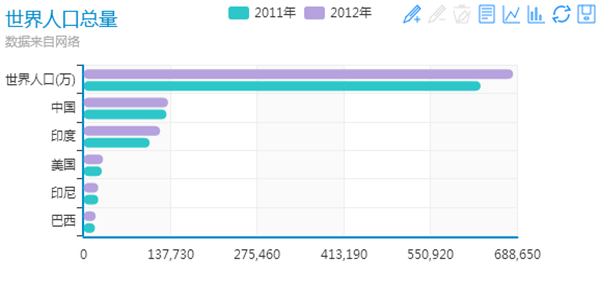 世界人口总量
数据来自网络
2011年 2012年
世界人口(万)
中国
印度
美国
印尼
巴西
0 137,730 275,460 413,190 550,920 688,650